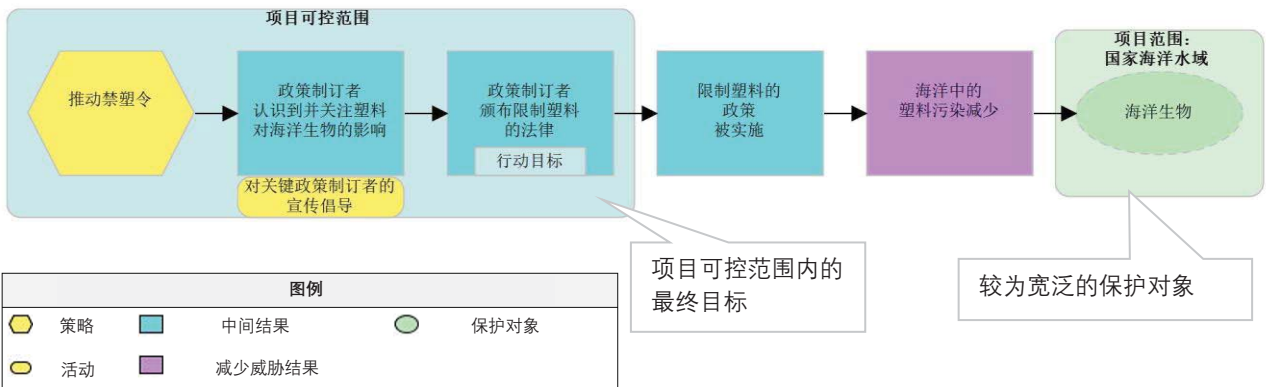 项目可控范围
推动禁塑令
政策制订者
认识到并关注塑料
对海洋生物的影响
对关键政策制订者的
宣传倡导
政策制订者
颁布限制塑料
的法律
行动目标
限制塑料的
政策
被实施
海洋中的
塑料污染减少
项目范围:
国家海洋水域
海洋生物
项目可控范围内的
最终目标
较为宽泛的保护对象
图例
策略
中间结果
保护对象
活动
减少威胁结果